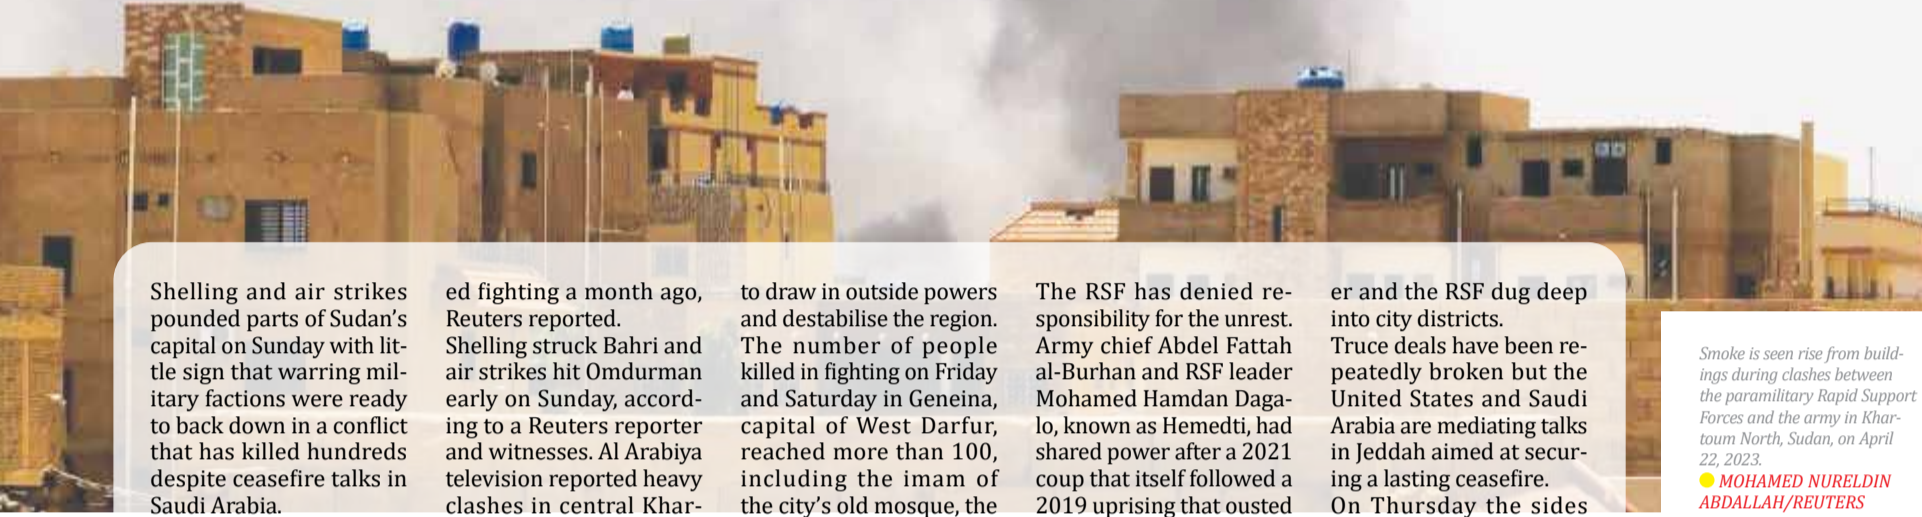 Shelling and air strikes
pounded parts of Sudan's
capital on Sunday with lit-
tle sign that warring mil-
itary factions were ready
to back down in a conflict
that has killed hundreds
despite ceasefire talks in
Saudi Arabia.
ed fighting a month ago,
Reuters reported.
Shelling struck Bahri and
air strikes hit Omdurman
early on Sunday, accord-
ing to a Reuters reporter
and witnesses. Al Arabiya
television reported heavy
clashes in central Khar-
to draw in outside powers
and destabilise the region.
The number of people
killed in fighting on Friday
and Saturday in Geneina,
capital of West Darfur,
reached more than 100,
including the imam of
the city's old mosque, the
The RSF has denied re-
sponsibility for the unrest.
Army chief Abdel Fattah
al-Burhan and RSF leader
Mohamed Hamdan Daga-
lo, known as Hemedti, had
shared power after a 2021
coup that itself followed a
2019 uprising that ousted
er and the RSF dug deep
into city districts.
Truce deals have been re-
peatedly broken but the
United States and Saudi
Arabia are mediating talks
in Jeddah aimed at secur-
ing a lasting ceasefire.
On Thursday the sides
Smoke is seen rise from build-
ings during clashes between
the paramilitary Rapid Support
Forces and the army in Khar-
toum North, Sudan, on April
22, 2023.
MOHAMED NURELDIN
ABDALLAH/REUTERS